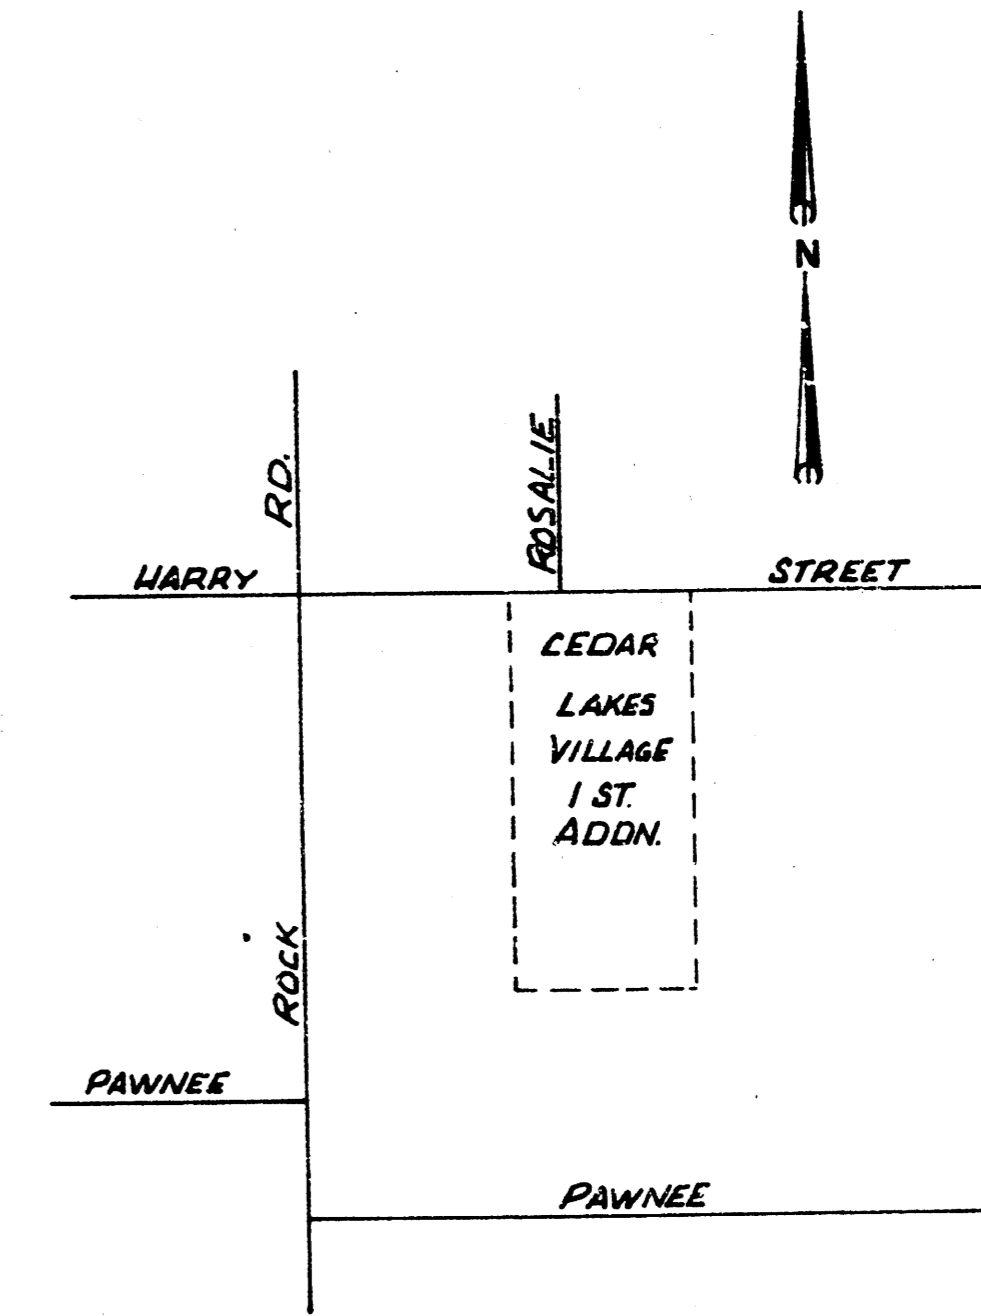 N
RD.
ROSALIE
HARRY
STREET
CEDAR
LAKES
VILLAGE
1 ST.
ADDN.
ROCK
PAWNEE
PAWNEE